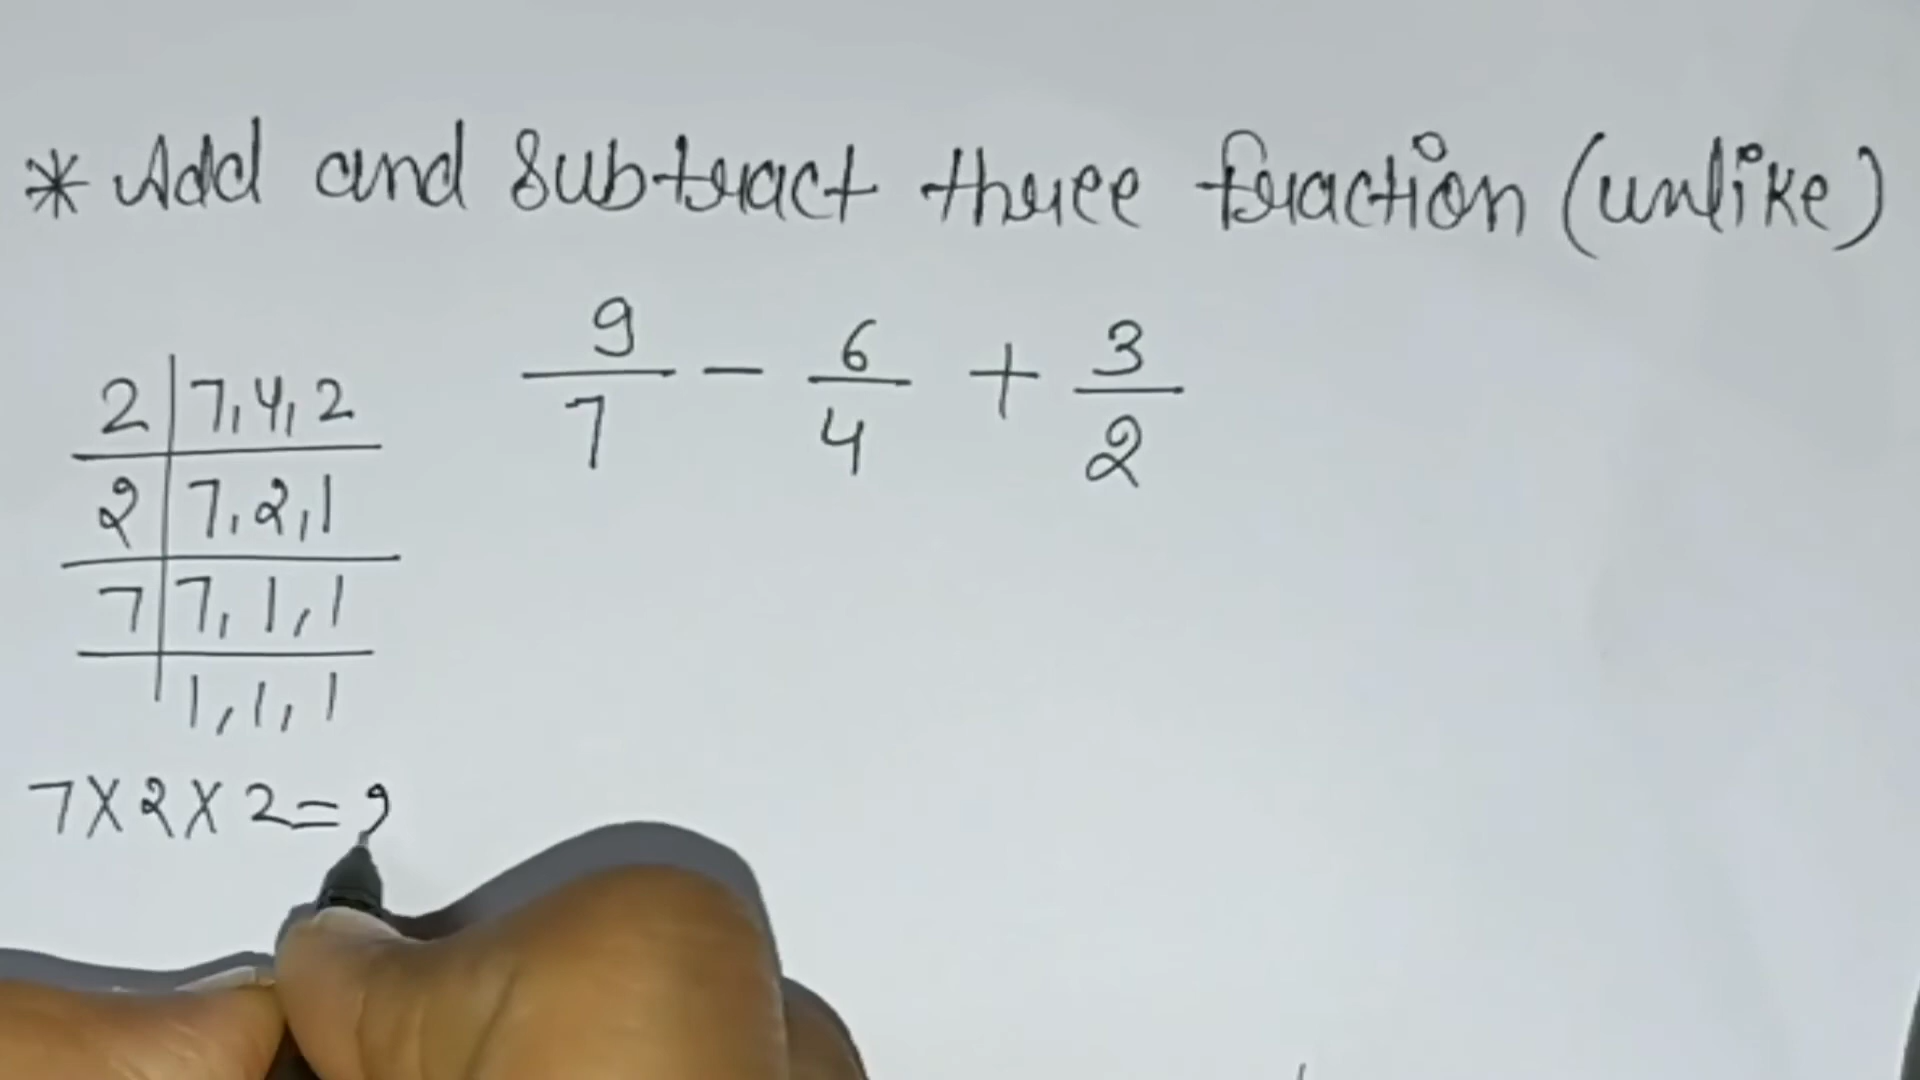 * Add and Subtract three fraction (unlike)
9/7 - 6/4 + 3/2
2 | 7, 4, 2
2 | 7, 2, 1
7 | 7, 1, 1
1, 1, 1
7 X 2 X 2 =